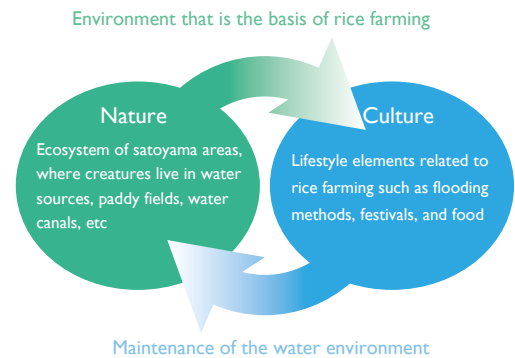 Environment that is the basis of rice farming
Nature
Ecosystem of satoyama areas,
where creatures live in water
sources, paddy fields, water
canals, etc
Culture
Lifestyle elements related to
rice farming such as flooding
methods, festivals, and food
Maintenance of the water environment